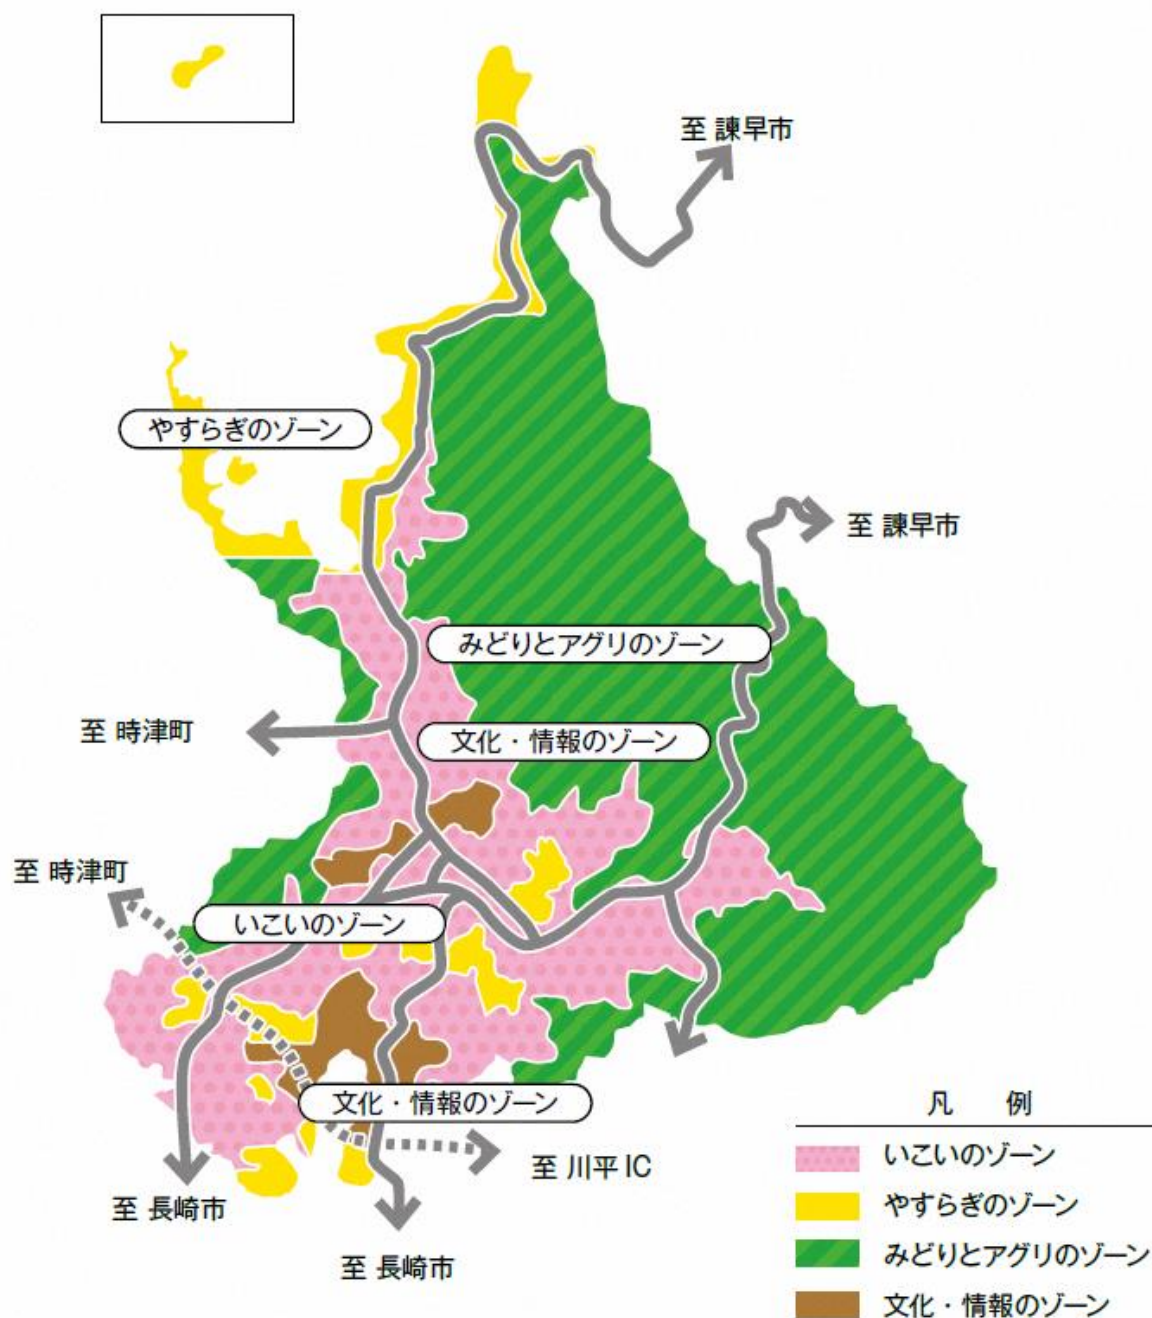 至 諫早市
やすらぎのゾーン
至 諫早市
みどりとアグリのゾーン
至 時津町
文化・情報のゾーン
至 時津町
いこいのゾーン
文化・情報のゾーン
至 川平IC
至 長崎市
至 長崎市
凡 例
いこいのゾーン
やすらぎのゾーン
みどりとアグリのゾーン
文化・情報のゾーン